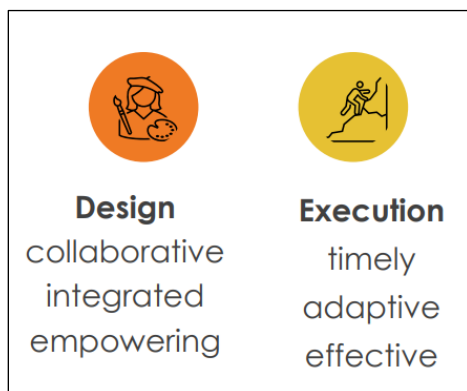 Design
collaborative
integrated
empowering
Execution
timely
adaptive
effective